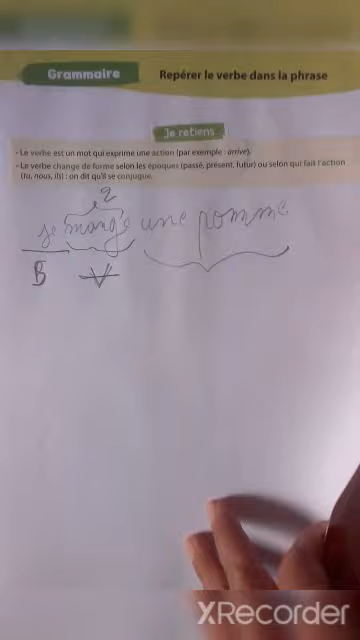 Grammaire Repérer le verbe dans la phrase
Je retiens
- Le verbe est un mot qui exprime une action (par exemple : arrive).
- Le verbe change de forme selon les époques (passé, présent, futur) ou selon qui fait l'action
(tu, nous, ils) : on dit qu'il se conjugue.
2
je mange une pomme
B V
XRecorder